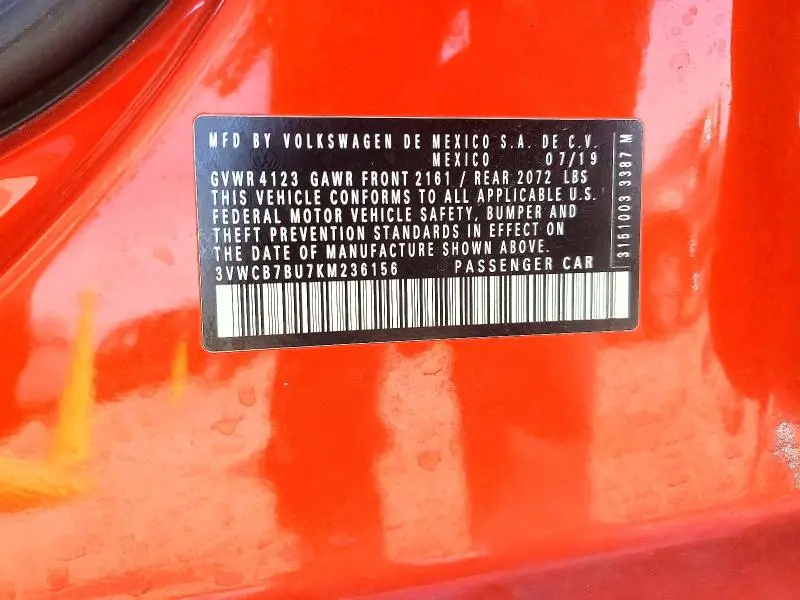 MFD BY VOLKSWAGEN DE MEXICO S.A. DE C.V.
MEXICO 07/19
GVWR 4123 GAWR FRONT 2161 / REAR 2072 LBS
THIS VEHICLE CONFORMS TO ALL APPLICABLE U.S.
FEDERAL MOTOR VEHICLE SAFETY, BUMPER AND
THEFT PREVENTION STANDARDS IN EFFECT ON
THE DATE OF MANUFACTURE SHOWN ABOVE.
3VWCB7BU7KM236156 PASSENGER CAR
3151003 3387 M